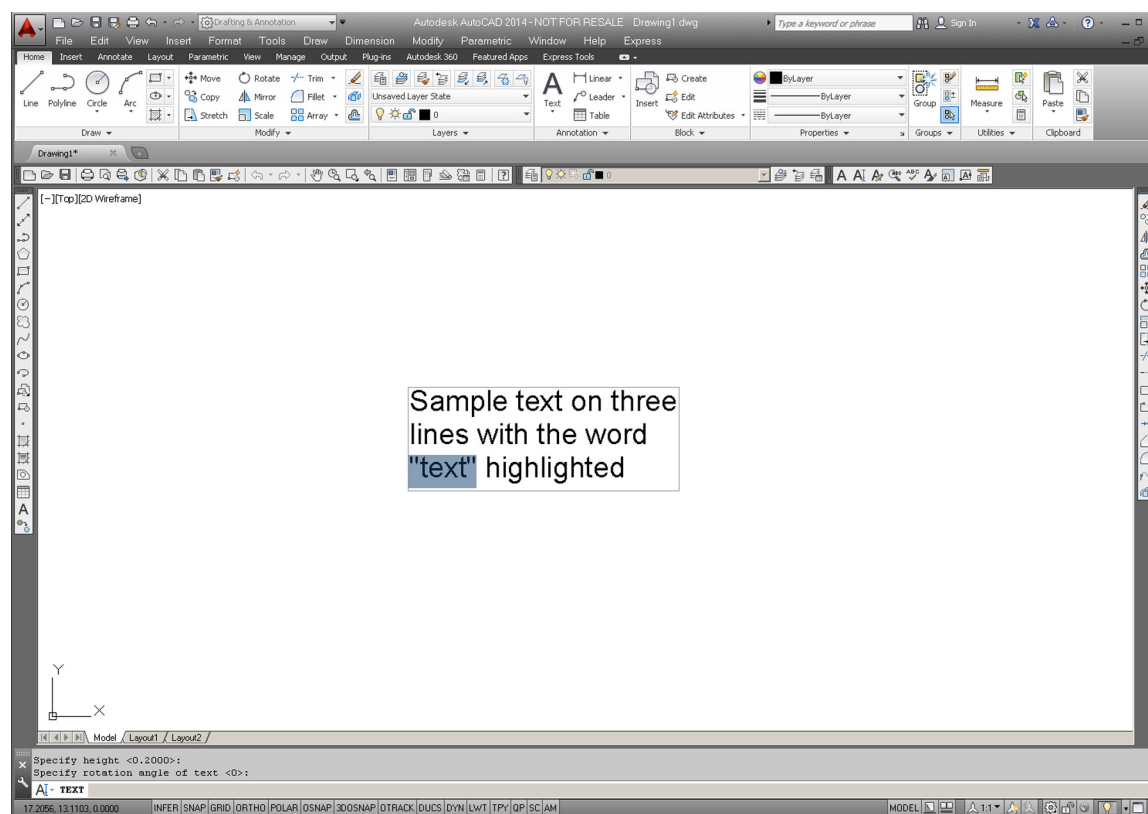 Drafting & Annotation
Autodesk AutoCAD 2014 - NOT FOR RESALE Drawing1.dwg
Type a keyword or phrase
Sign In
File Edit View Insert Format Tools Draw Dimension Modify Parametric Window Help Express
Home Insert Annotate Layout Parametric View Manage Output Plug-ins Autodesk 360 Featured Apps Express Tools
Move Rotate Trim Unsaved Layer State Linear Create ByLayer
Copy Mirror Fillet Leader Edit ByLayer
Stretch Scale Array 0 Table Edit Attributes ByLayer
Line Polyline Circle Arc Text Insert Group Measure Paste
Draw Modify Layers Annotation Block Properties Groups Utilities Clipboard
Drawing1*
0
[-][Top][2D Wireframe]
Sample text on three
lines with the word
"text" highlighted
Y
X
Model Layout1 Layout2
Specify height <0.2000>:
Specify rotation angle of text <0>:
TEXT
17.2056, 13.1103, 0.0000 INFER SNAP GRID ORTHO POLAR OSNAP 3DOSNAP OTRACK DUCS DYN LWT TPY QP SC AM MODEL 1:1